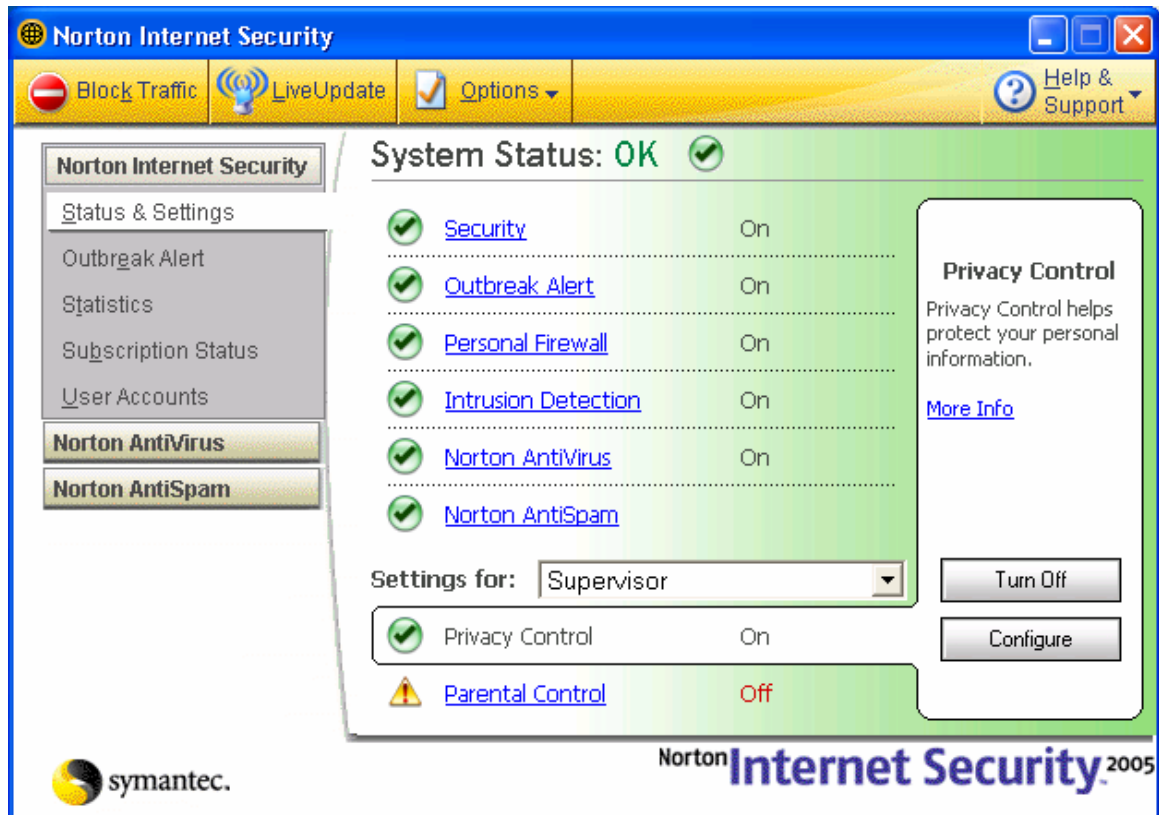 Norton Internet Security
Block Traffic
LiveUpdate
Options
Help &
Support
Norton Internet Security
Status & Settings
Outbreak Alert
Statistics
Subscription Status
User Accounts
Norton AntiVirus
Norton AntiSpam
System Status: OK
Security On
Outbreak Alert On
Personal Firewall On
Intrusion Detection On
Norton AntiVirus On
Norton AntiSpam
Settings for: Supervisor
Privacy Control On
Parental Control Off
Privacy Control
Privacy Control helps
protect your personal
information.
More Info
Turn Off
Configure
symantec.
Norton Internet Security 2005